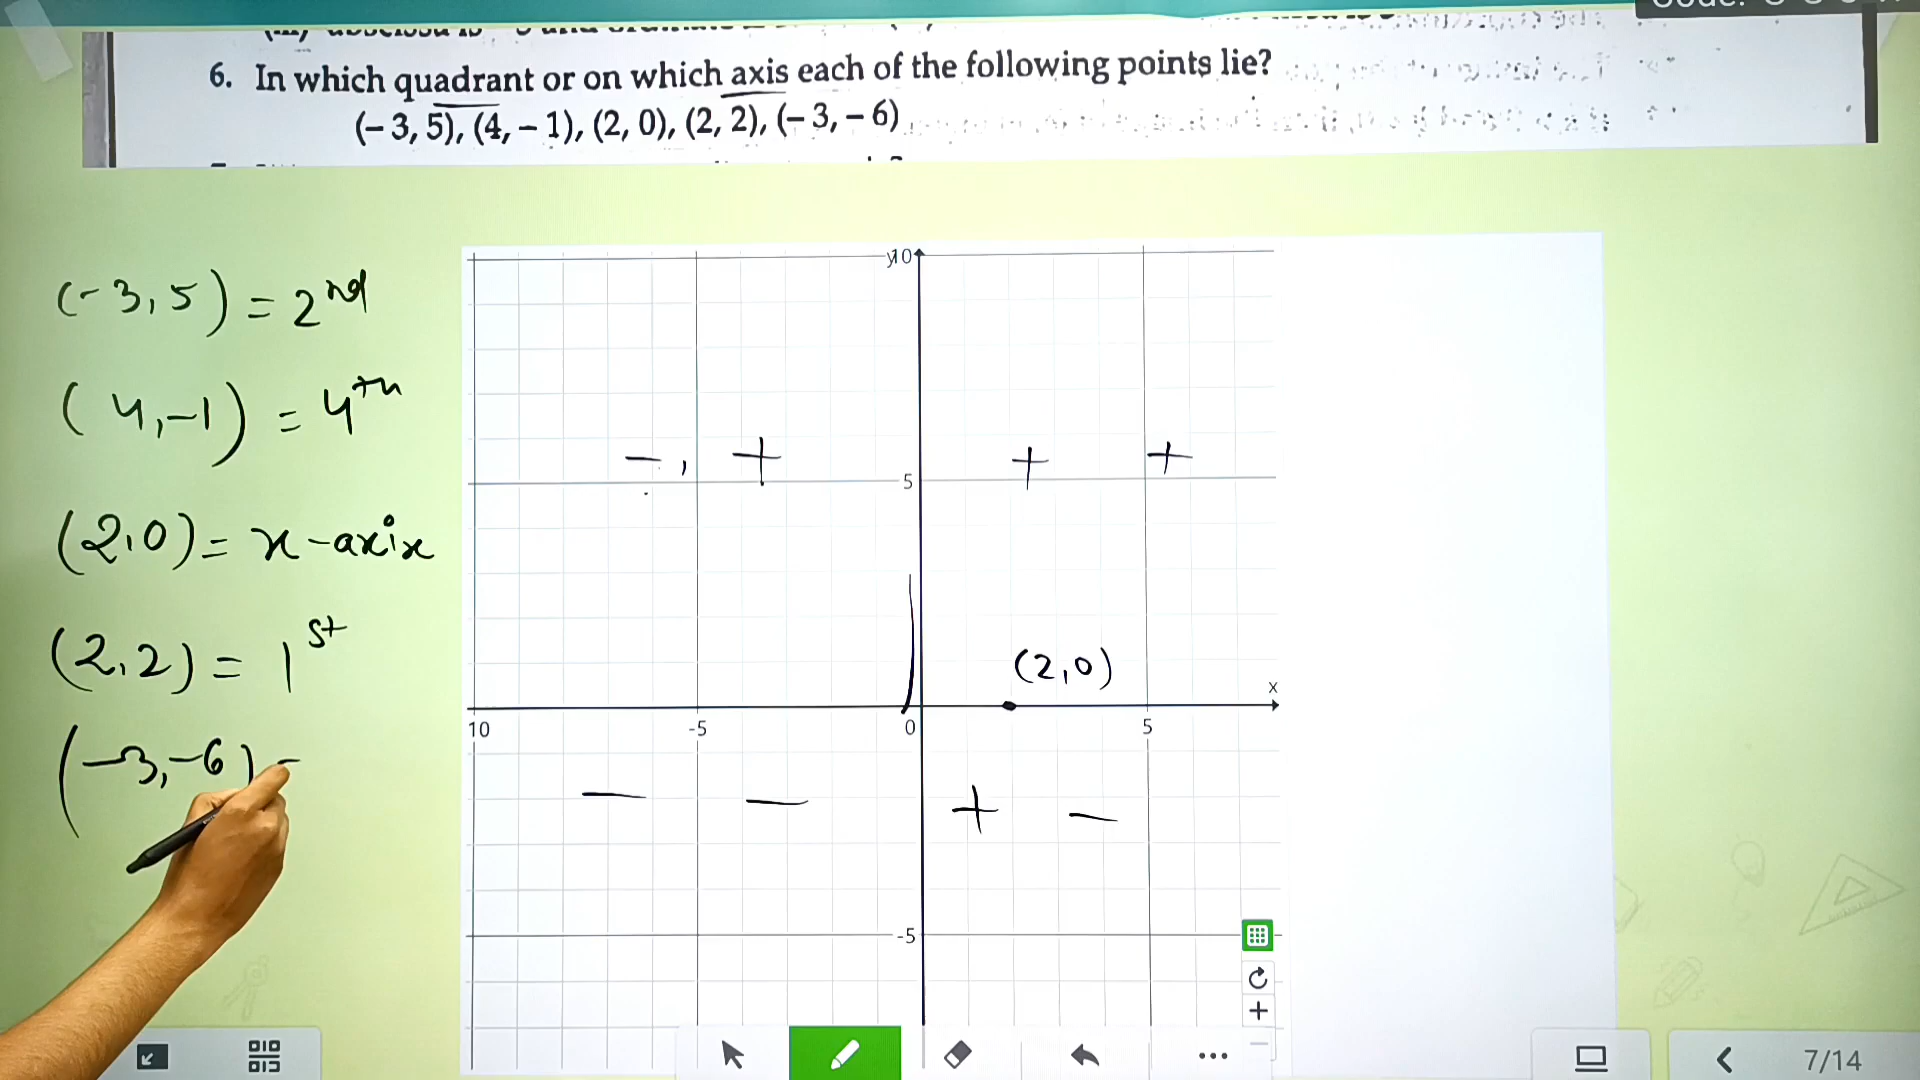 6. In which quadrant or on which axis each of the following points lie?
(– 3, 5), (4, – 1), (2, 0), (2, 2), (– 3, – 6)
(-3, 5) = 2nd
(4, -1) = 4th
(2, 0) = x-axix
(2, 2) = 1st
(-3, -6) =
y
10
-, + + +
5
(2, 0)
x
10 -5 0 5
- - + -
-5
7/14